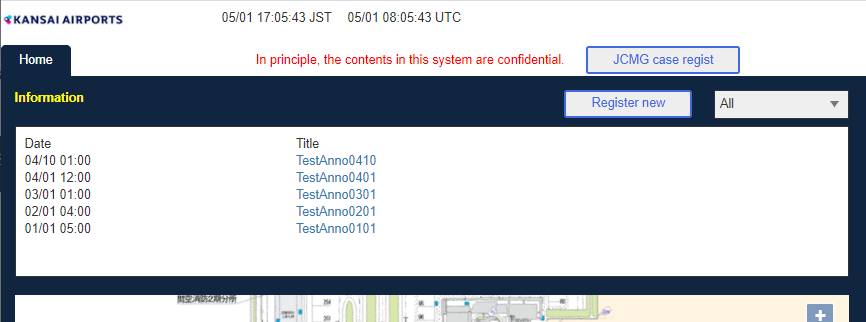 KANSAI AIRPORTS
05/01 17:05:43 JST 05/01 08:05:43 UTC
Home
In principle, the contents in this system are confidential.
JCMG case regist
Information
Register new
All
Date Title
04/10 01:00 TestAnno0410
04/01 12:00 TestAnno0401
03/01 01:00 TestAnno0301
02/01 04:00 TestAnno0201
01/01 05:00 TestAnno0101
254